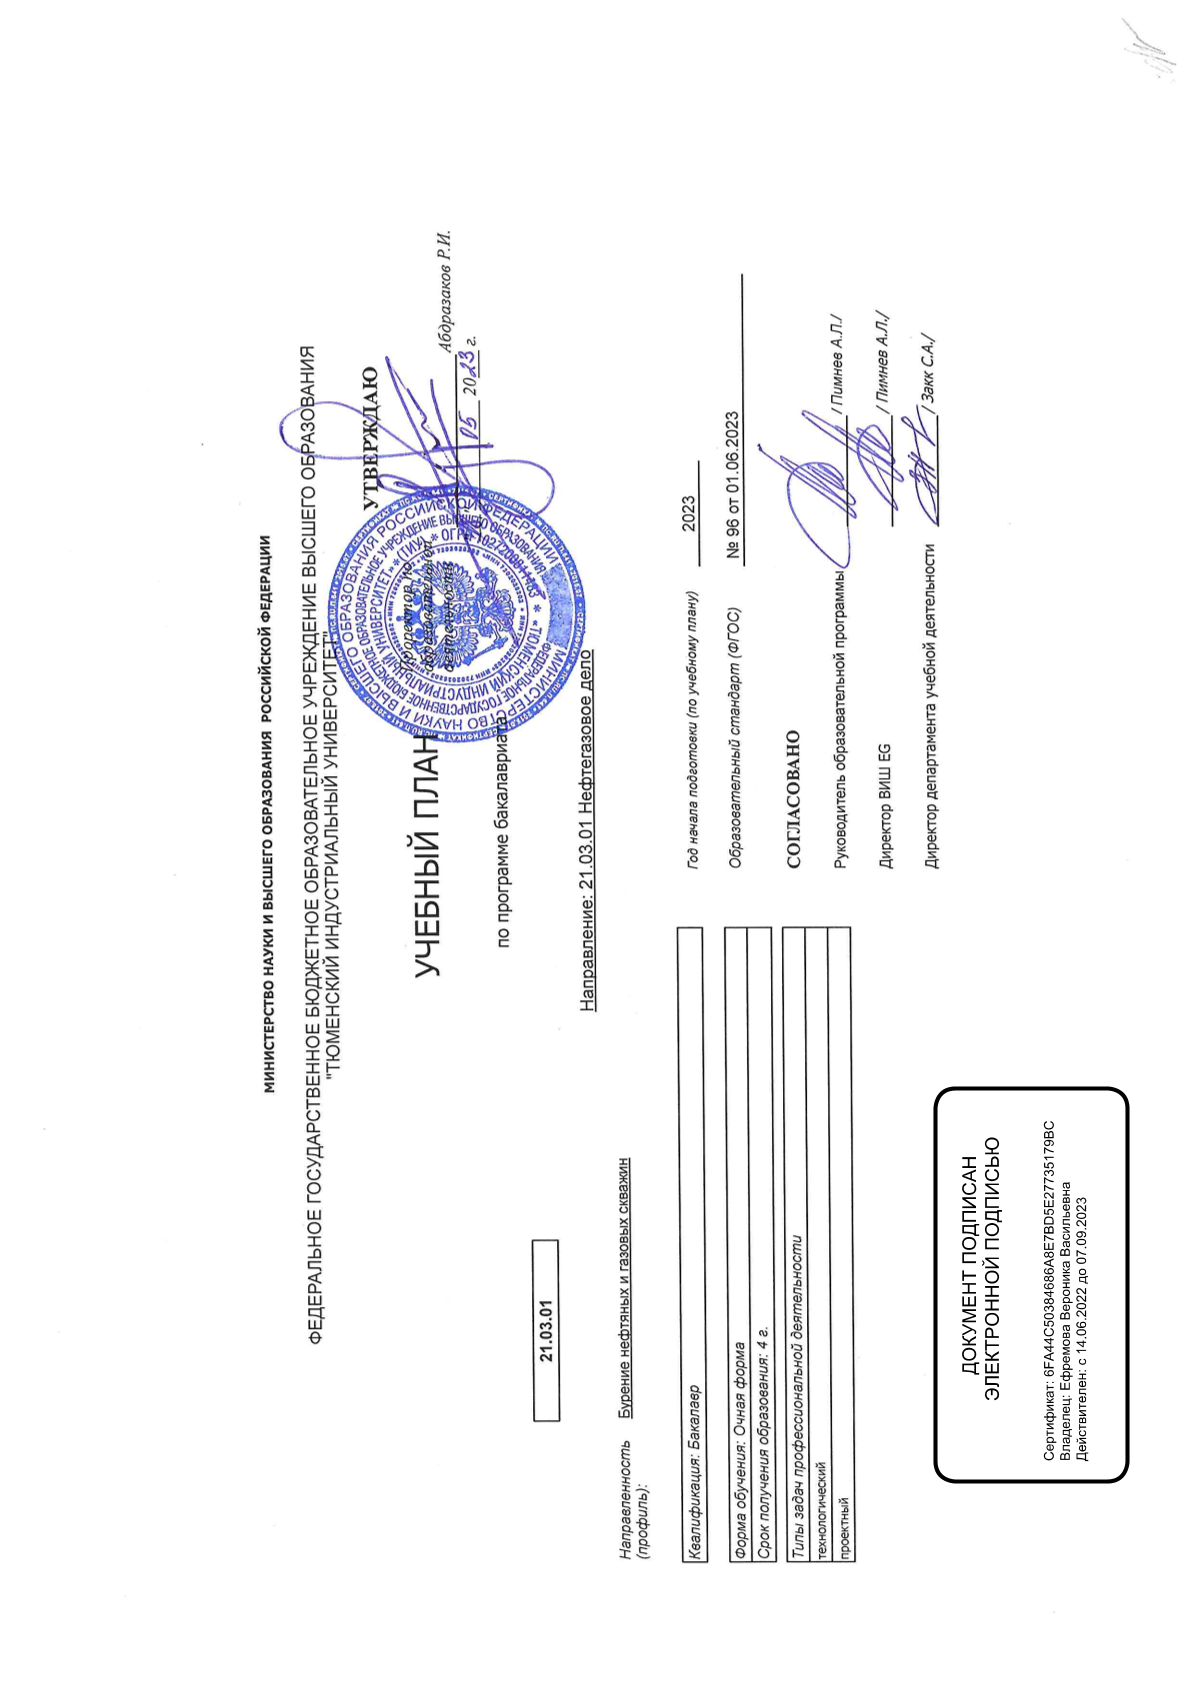 МИНИСТЕРСТВО НАУКИ И ВЫСШЕГО ОБРАЗОВАНИЯ РОССИЙСКОЙ ФЕДЕРАЦИИ
ФЕДЕРАЛЬНОЕ ГОСУДАРСТВЕННОЕ БЮДЖЕТНОЕ ОБРАЗОВАТЕЛЬНОЕ УЧРЕЖДЕНИЕ ВЫСШЕГО ОБРАЗОВАНИЯ
"ТЮМЕНСКИЙ ИНДУСТРИАЛЬНЫЙ УНИВЕРСИТЕТ"
УТВЕРЖДАЮ
Проректор по
образовательной
деятельности
Абдразаков Р.И.
05 2023 г.
УЧЕБНЫЙ ПЛАН
по программе бакалавриата
21.03.01
Направление: 21.03.01 Нефтегазовое дело
Направленность
(профиль):
Бурение нефтяных и газовых скважин
Квалификация: Бакалавр
Форма обучения: Очная форма
Срок получения образования: 4 г.
Типы задач профессиональной деятельности
технологический
проектный
Год начала подготовки (по учебному плану) 2023
Образовательный стандарт (ФГОС) № 96 от 01.06.2023
СОГЛАСОВАНО
Руководитель образовательной программы / Пимнев А.Л./
Директор ВИШ EG / Пимнев А.Л./
Директор департамента учебной деятельности / Закк С.А./
ДОКУМЕНТ ПОДПИСАН
ЭЛЕКТРОННОЙ ПОДПИСЬЮ
Сертификат: 6FA44C50384686A8E7BD5E27735179BC
Владелец: Ефремова Вероника Васильевна
Действителен: с 14.06.2022 до 07.09.2023